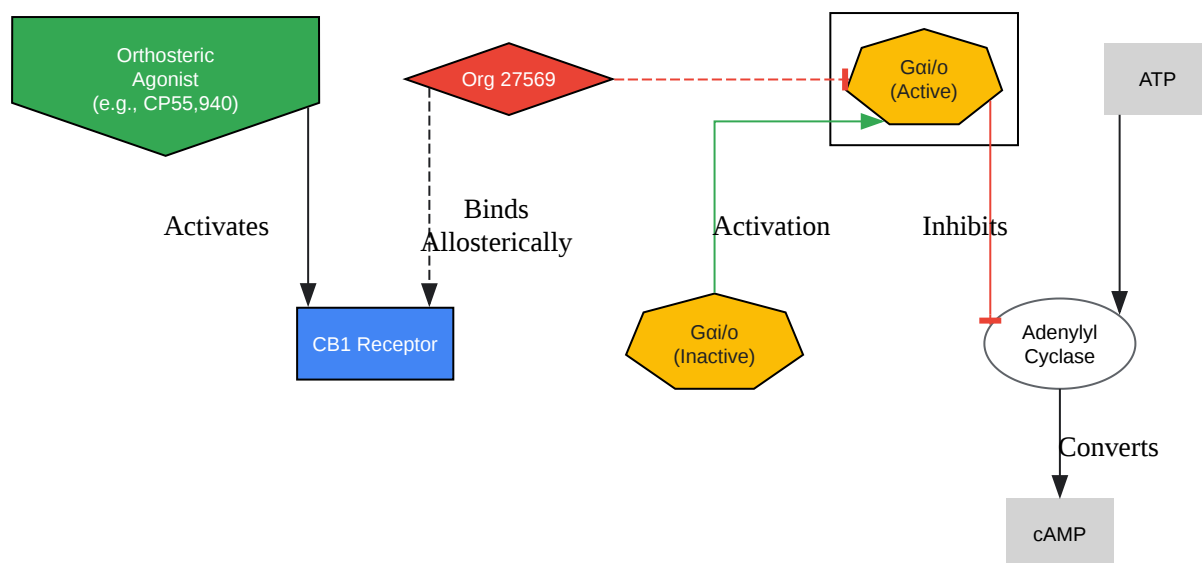 Orthosteric
Agonist
(e.g., CP55,940)
Org 27569
Gαi/o
(Active)
ATP
Activates
Binds
Allosterically
Activation
Inhibits
CB1 Receptor
Gαi/o
(Inactive)
Adenylyl
Cyclase
Converts
cAMP